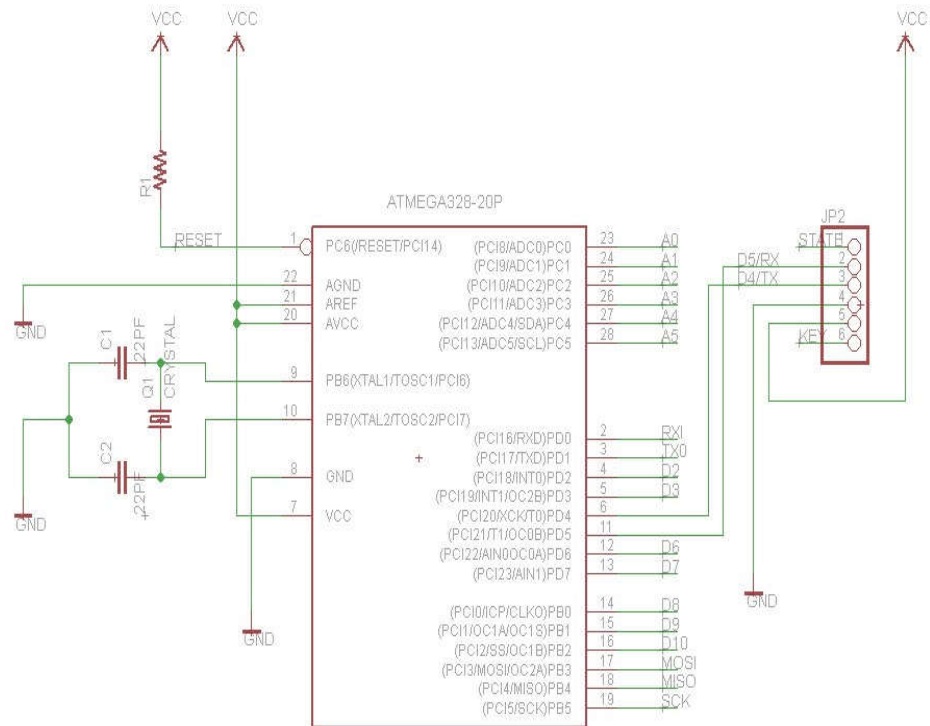 VCC
VCC
VCC
R1
ATMEGA328-20P
JP2
RESET
1
PC6(/RESET/PCI14)
22
AGND
21
AREF
20
AVCC
GND
C1
22PF
Q1
CRYSTAL
9
PB6(XTAL1/TOSC1/PCI6)
10
PB7(XTAL2/TOSC2/PCI7)
C2
22PF
GND
8
GND
7
VCC
GND
(PCI8/ADC0)PC0
23
A0
(PCI9/ADC1)PC1
24
A1
(PCI10/ADC2)PC2
25
A2
(PCI11/ADC3)PC3
26
A3
(PCI12/ADC4/SDA)PC4
27
A4
(PCI13/ADC5/SCL)PC5
28
A5
(PCI16/RXD)PD0
2
RXI
(PCI17/TXD)PD1
3
TX0
(PCI18/INT0)PD2
4
D2
(PCI19/INT1/OC2B)PD3
5
D3
(PCI20/XCK/T0)PD4
6
(PCI21/T1/OC0B)PD5
11
(PCI22/AIN0OC0A)PD6
12
D6
(PCI23/AIN1)PD7
13
D7
(PCI0/ICP/CLKO)PB0
14
D8
(PCI1/OC1A/OC1S)PB1
15
D9
(PCI2/SS/OC1B)PB2
16
D10
(PCI3/MOSI/OC2A)PB3
17
MOSI
(PCI4/MISO)PB4
18
MISO
(PCI5/SCK)PB5
19
SCK
STATE
1
D5/RX
2
D4/TX
3
4
5
KEY
6
GND